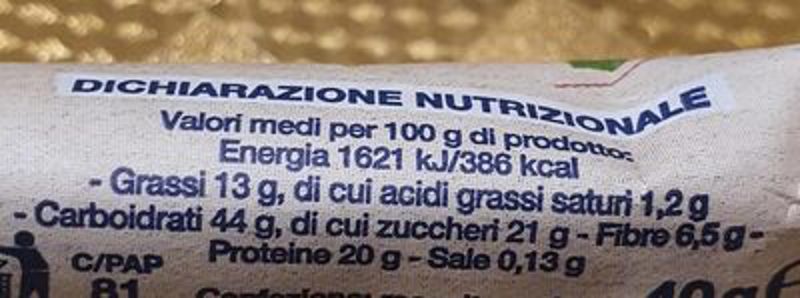 DICHIARAZIONE NUTRIZIONALE
Valori medi per 100 g di prodotto:
Energia 1621 kJ/386 kcal
- Grassi 13 g, di cui acidi grassi saturi 1,2 g
- Carboidrati 44 g, di cui zuccheri 21 g - Fibre 6,5 g -
Proteine 20 g - Sale 0,13 g
C/PAP
81
40g e